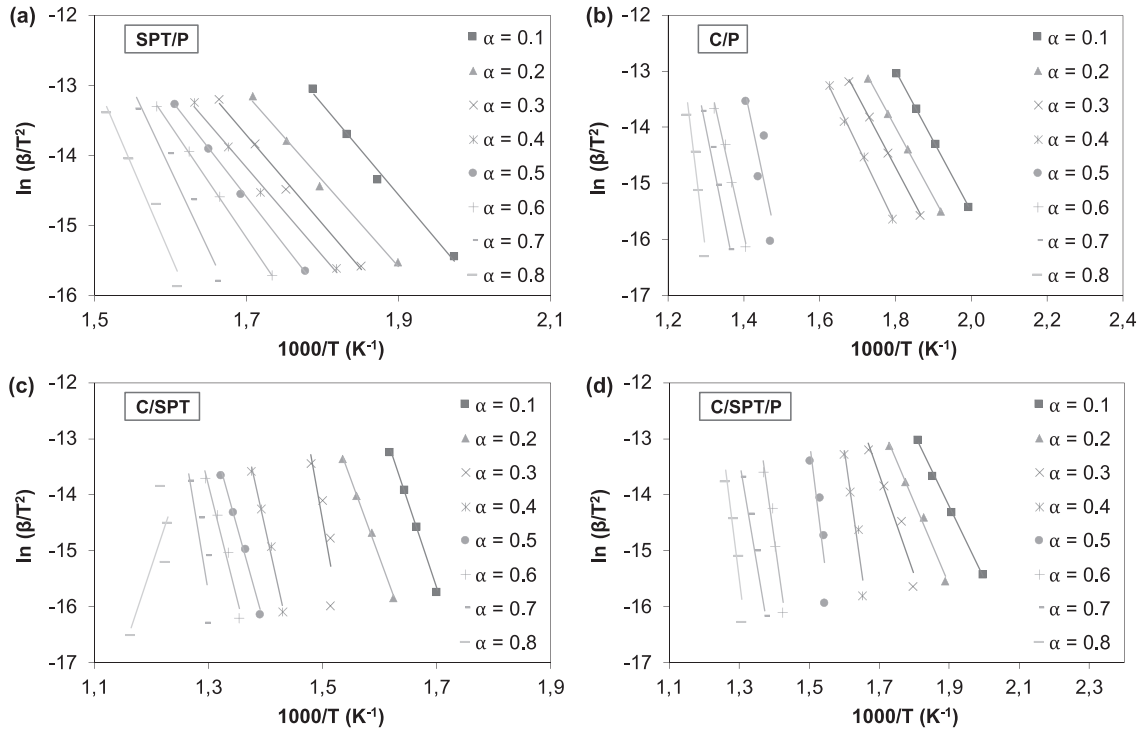 (a)
SPT/P
ln (β/T²)
-12
-13
-14
-15
-16
1,5
1,7
1,9
2,1
1000/T (K⁻¹)
α = 0.1
α = 0.2
α = 0.3
α = 0.4
α = 0.5
α = 0.6
α = 0.7
α = 0.8
(b)
C/P
ln (β/T²)
-12
-13
-14
-15
-16
-17
1,2
1,4
1,6
1,8
2,0
2,2
2,4
1000/T (K⁻¹)
α = 0.1
α = 0.2
α = 0.3
α = 0.4
α = 0.5
α = 0.6
α = 0.7
α = 0.8
(c)
C/SPT
ln (β/T²)
-12
-13
-14
-15
-16
-17
1,1
1,3
1,5
1,7
1,9
1000/T (K⁻¹)
α = 0.1
α = 0.2
α = 0.3
α = 0.4
α = 0.5
α = 0.6
α = 0.7
α = 0.8
(d)
C/SPT/P
ln (β/T²)
-12
-13
-14
-15
-16
-17
1,1
1,3
1,5
1,7
1,9
2,1
2,3
1000/T (K⁻¹)
α = 0.1
α = 0.2
α = 0.3
α = 0.4
α = 0.5
α = 0.6
α = 0.7
α = 0.8